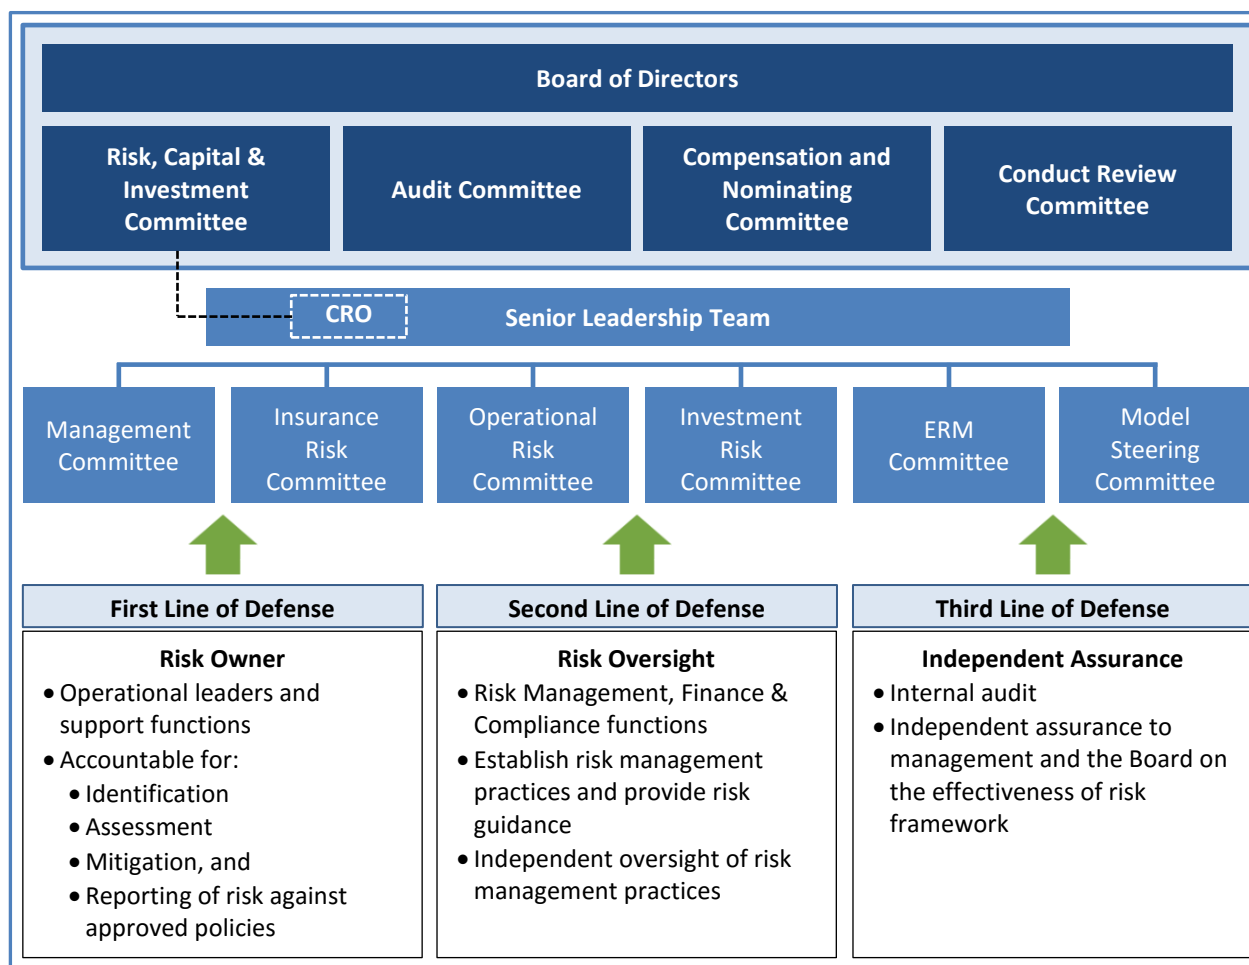 Board of Directors
Risk, Capital &
Investment
Committee
Audit Committee
Compensation and
Nominating
Committee
Conduct Review
Committee
CRO
Senior Leadership Team
Management
Committee
Insurance
Risk
Committee
Operational
Risk
Committee
Investment
Risk
Committee
ERM
Committee
Model
Steering
Committee
First Line of Defense
Risk Owner
• Operational leaders and
support functions
• Accountable for:
• Identification
• Assessment
• Mitigation, and
• Reporting of risk against
approved policies
Second Line of Defense
Risk Oversight
• Risk Management, Finance &
Compliance functions
• Establish risk management
practices and provide risk
guidance
• Independent oversight of risk
management practices
Third Line of Defense
Independent Assurance
• Internal audit
• Independent assurance to
management and the Board on
the effectiveness of risk
framework